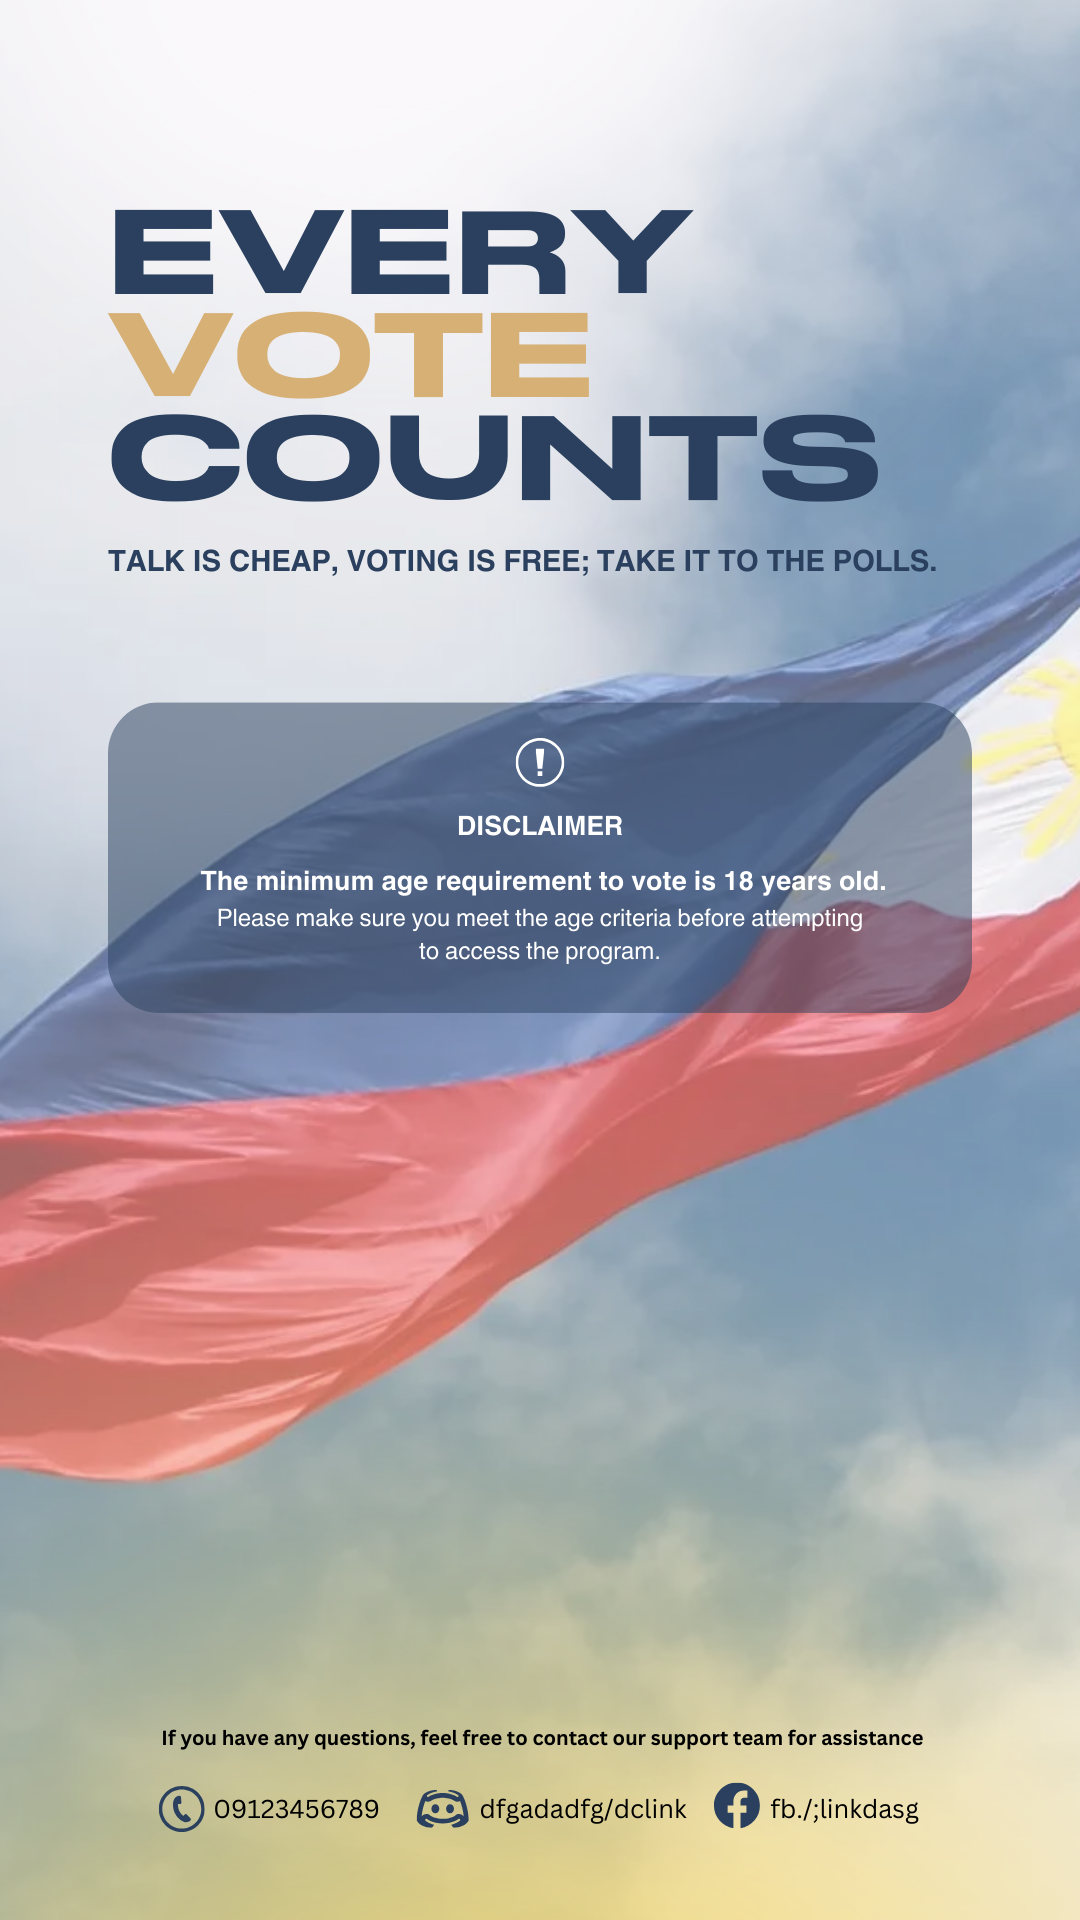 EVERY
VOTE
COUNTS
TALK IS CHEAP, VOTING IS FREE; TAKE IT TO THE POLLS.
DISCLAIMER
The minimum age requirement to vote is 18 years old.
Please make sure you meet the age criteria before attempting
to access the program.
If you have any questions, feel free to contact our support team for assistance
09123456789 dfgadadfg/dclink fb./;linkdasg